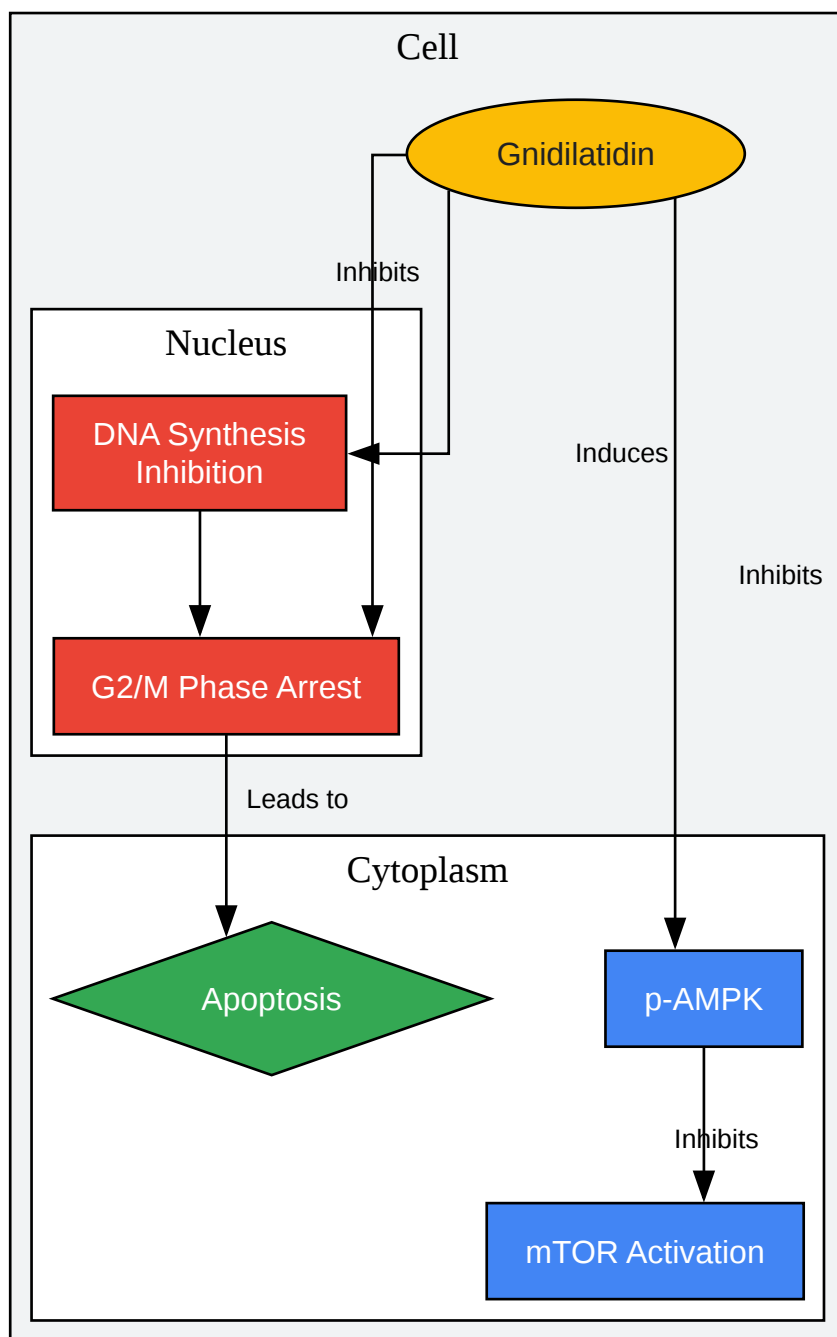 Cell
Gnidilatidin
Inhibits
Nucleus
DNA Synthesis
Inhibition
Induces
Inhibits
G2/M Phase Arrest
Leads to
Cytoplasm
Apoptosis
p-AMPK
Inhibits
mTOR Activation